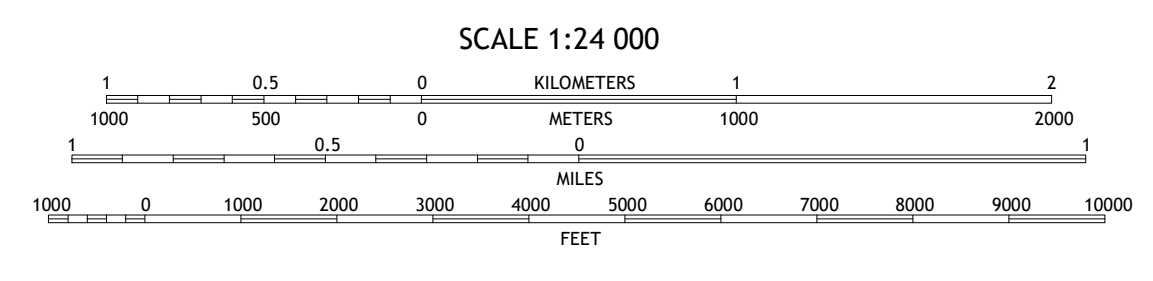 SCALE 1:24 000
1 0.5 0 KILOMETERS 1 2
1000 500 0 METERS 1000 2000
1 0.5 0 1
MILES
1000 0 1000 2000 3000 4000 5000 6000 7000 8000 9000 10000
FEET